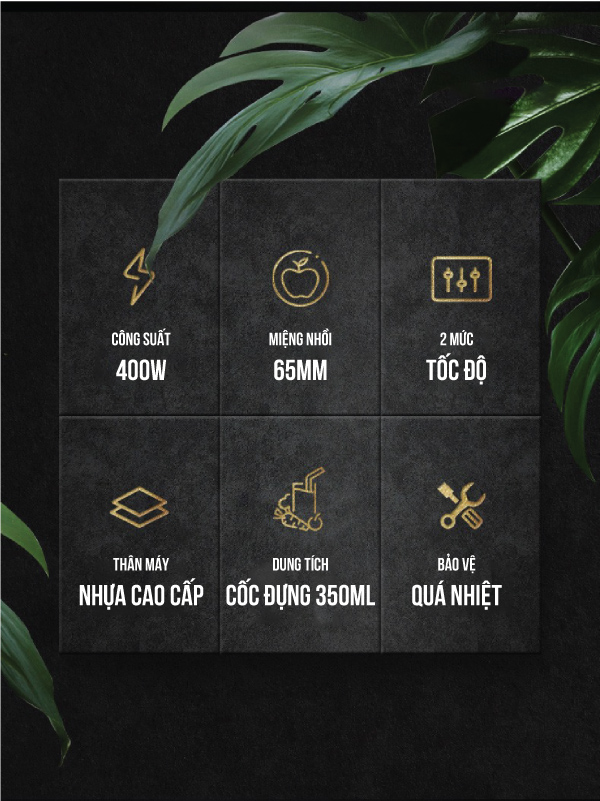 CÔNG SUẤT
400W
MIỆNG NHỒI
65MM
2 MỨC
TỐC ĐỘ
THÂN MÁY
NHỰA CAO CẤP
DUNG TÍCH
CỐC ĐỰNG 350ML
BẢO VỆ
QUÁ NHIỆT